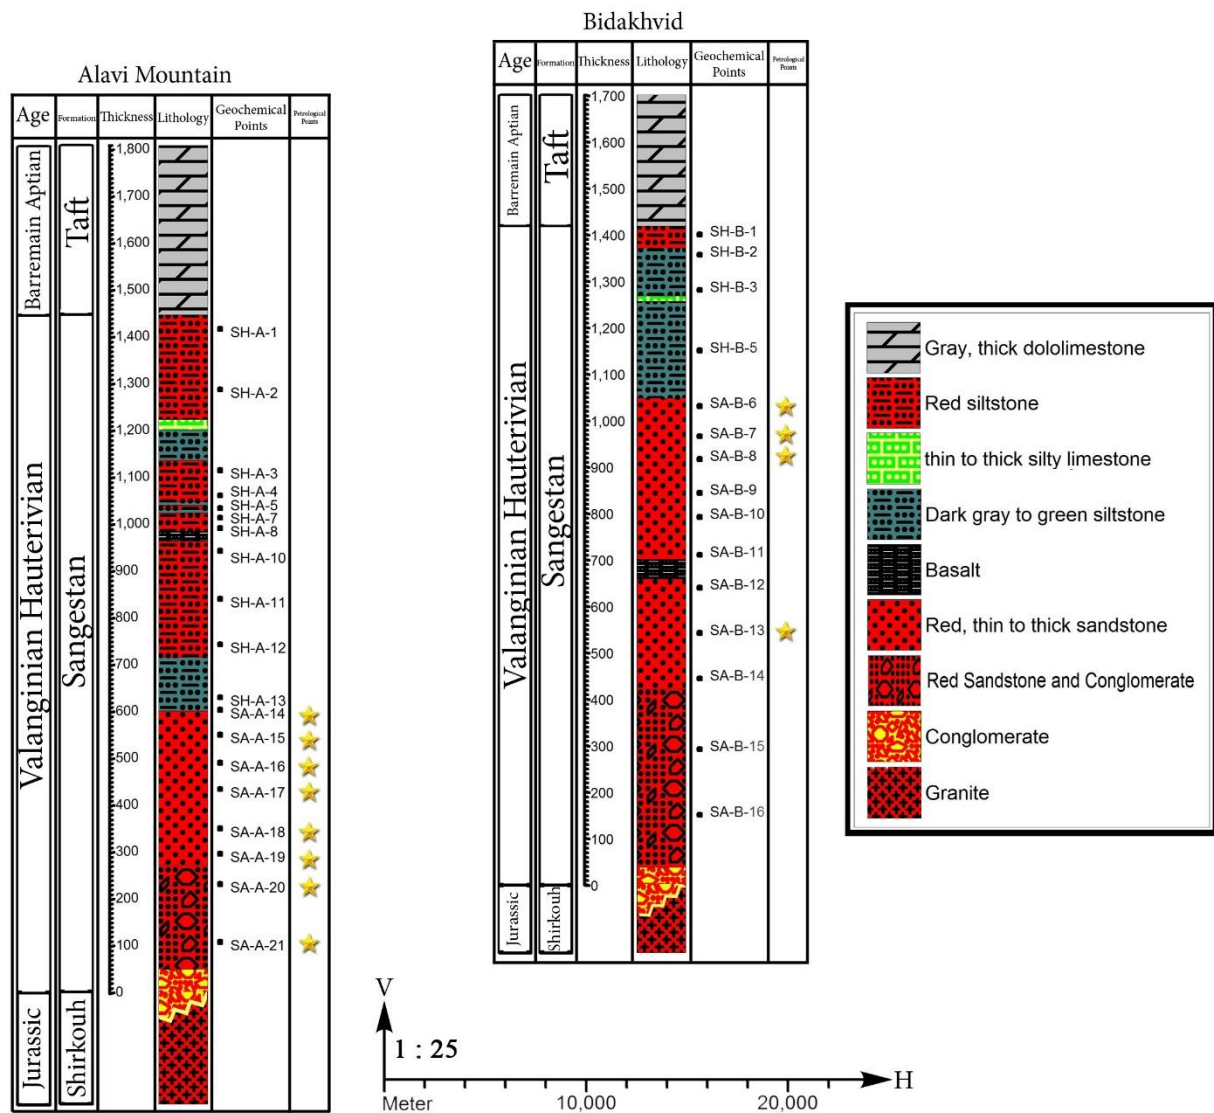 Alavi Mountain
Age
Formation
Thickness
Lithology
Geochemical
Points
Petrological
Points
Barremain Aptian
Taft
Valanginian Hauterivian
Sangestan
Jurassic
Shirkouh
1,800
1,700
1,600
1,500
1,400
1,300
1,200
1,100
1,000
900
800
700
600
500
400
300
200
100
0
SH-A-1
SH-A-2
SH-A-3
SH-A-4
SH-A-5
SH-A-7
SH-A-8
SH-A-10
SH-A-11
SH-A-12
SH-A-13
SA-A-14
SA-A-15
SA-A-16
SA-A-17
SA-A-18
SA-A-19
SA-A-20
SA-A-21
Bidakhvid
Age
Formation
Thickness
Lithology
Geochemical
Points
Petrological
Points
Barremain Aptian
Taft
Valanginian Hauterivian
Sangestan
Jurassic
Shirkouh
1,700
1,600
1,500
1,400
1,300
1,200
1,100
1,000
900
800
700
600
500
400
300
200
100
0
SH-B-1
SH-B-2
SH-B-3
SH-B-5
SA-B-6
SA-B-7
SA-B-8
SA-B-9
SA-B-10
SA-B-11
SA-B-12
SA-B-13
SA-B-14
SA-B-15
SA-B-16
Gray, thick dololimestone
Red siltstone
thin to thick silty limestone
Dark gray to green siltstone
Basalt
Red, thin to thick sandstone
Red Sandstone and Conglomerate
Conglomerate
Granite
V
1 : 25
H
Meter
10,000
20,000